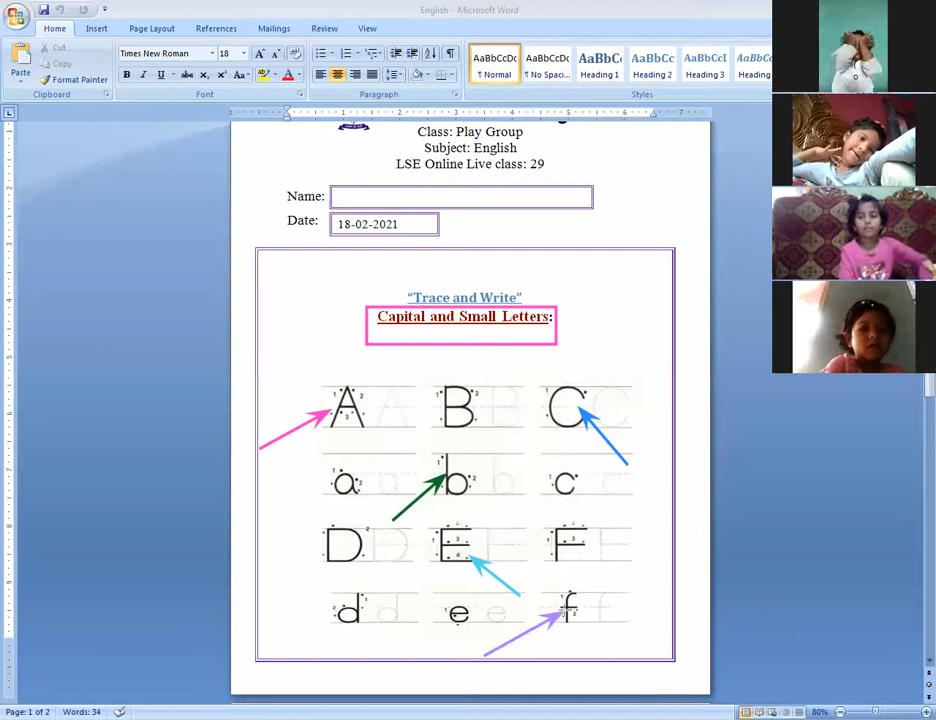 English - Microsoft Word
Home Insert Page Layout References Mailings Review View
Paste
Cut
Copy
Format Painter
Clipboard
Times New Roman 18
Font
Paragraph
AaBbCcDc AaBbCcDc AaBbC AaBbCc AaBbCcI
¶ Normal ¶ No Spaci... Heading 1 Heading 2 Heading 3
Styles
Class: Play Group
Subject: English
LSE Online Live class: 29
Name:
Date: 18-02-2021
“Trace and Write”
Capital and Small Letters:
A A B B C C
a a b b c c
D D E E F F
d d e e f f
Page: 1 of 2 Words: 34 80%